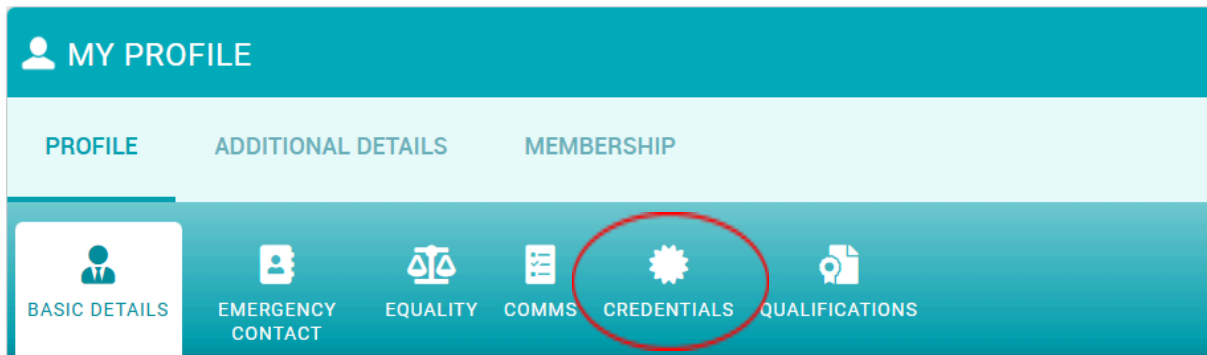 MY PROFILE
PROFILE ADDITIONAL DETAILS MEMBERSHIP
BASIC DETAILS EMERGENCY CONTACT EQUALITY COMMS CREDENTIALS QUALIFICATIONS